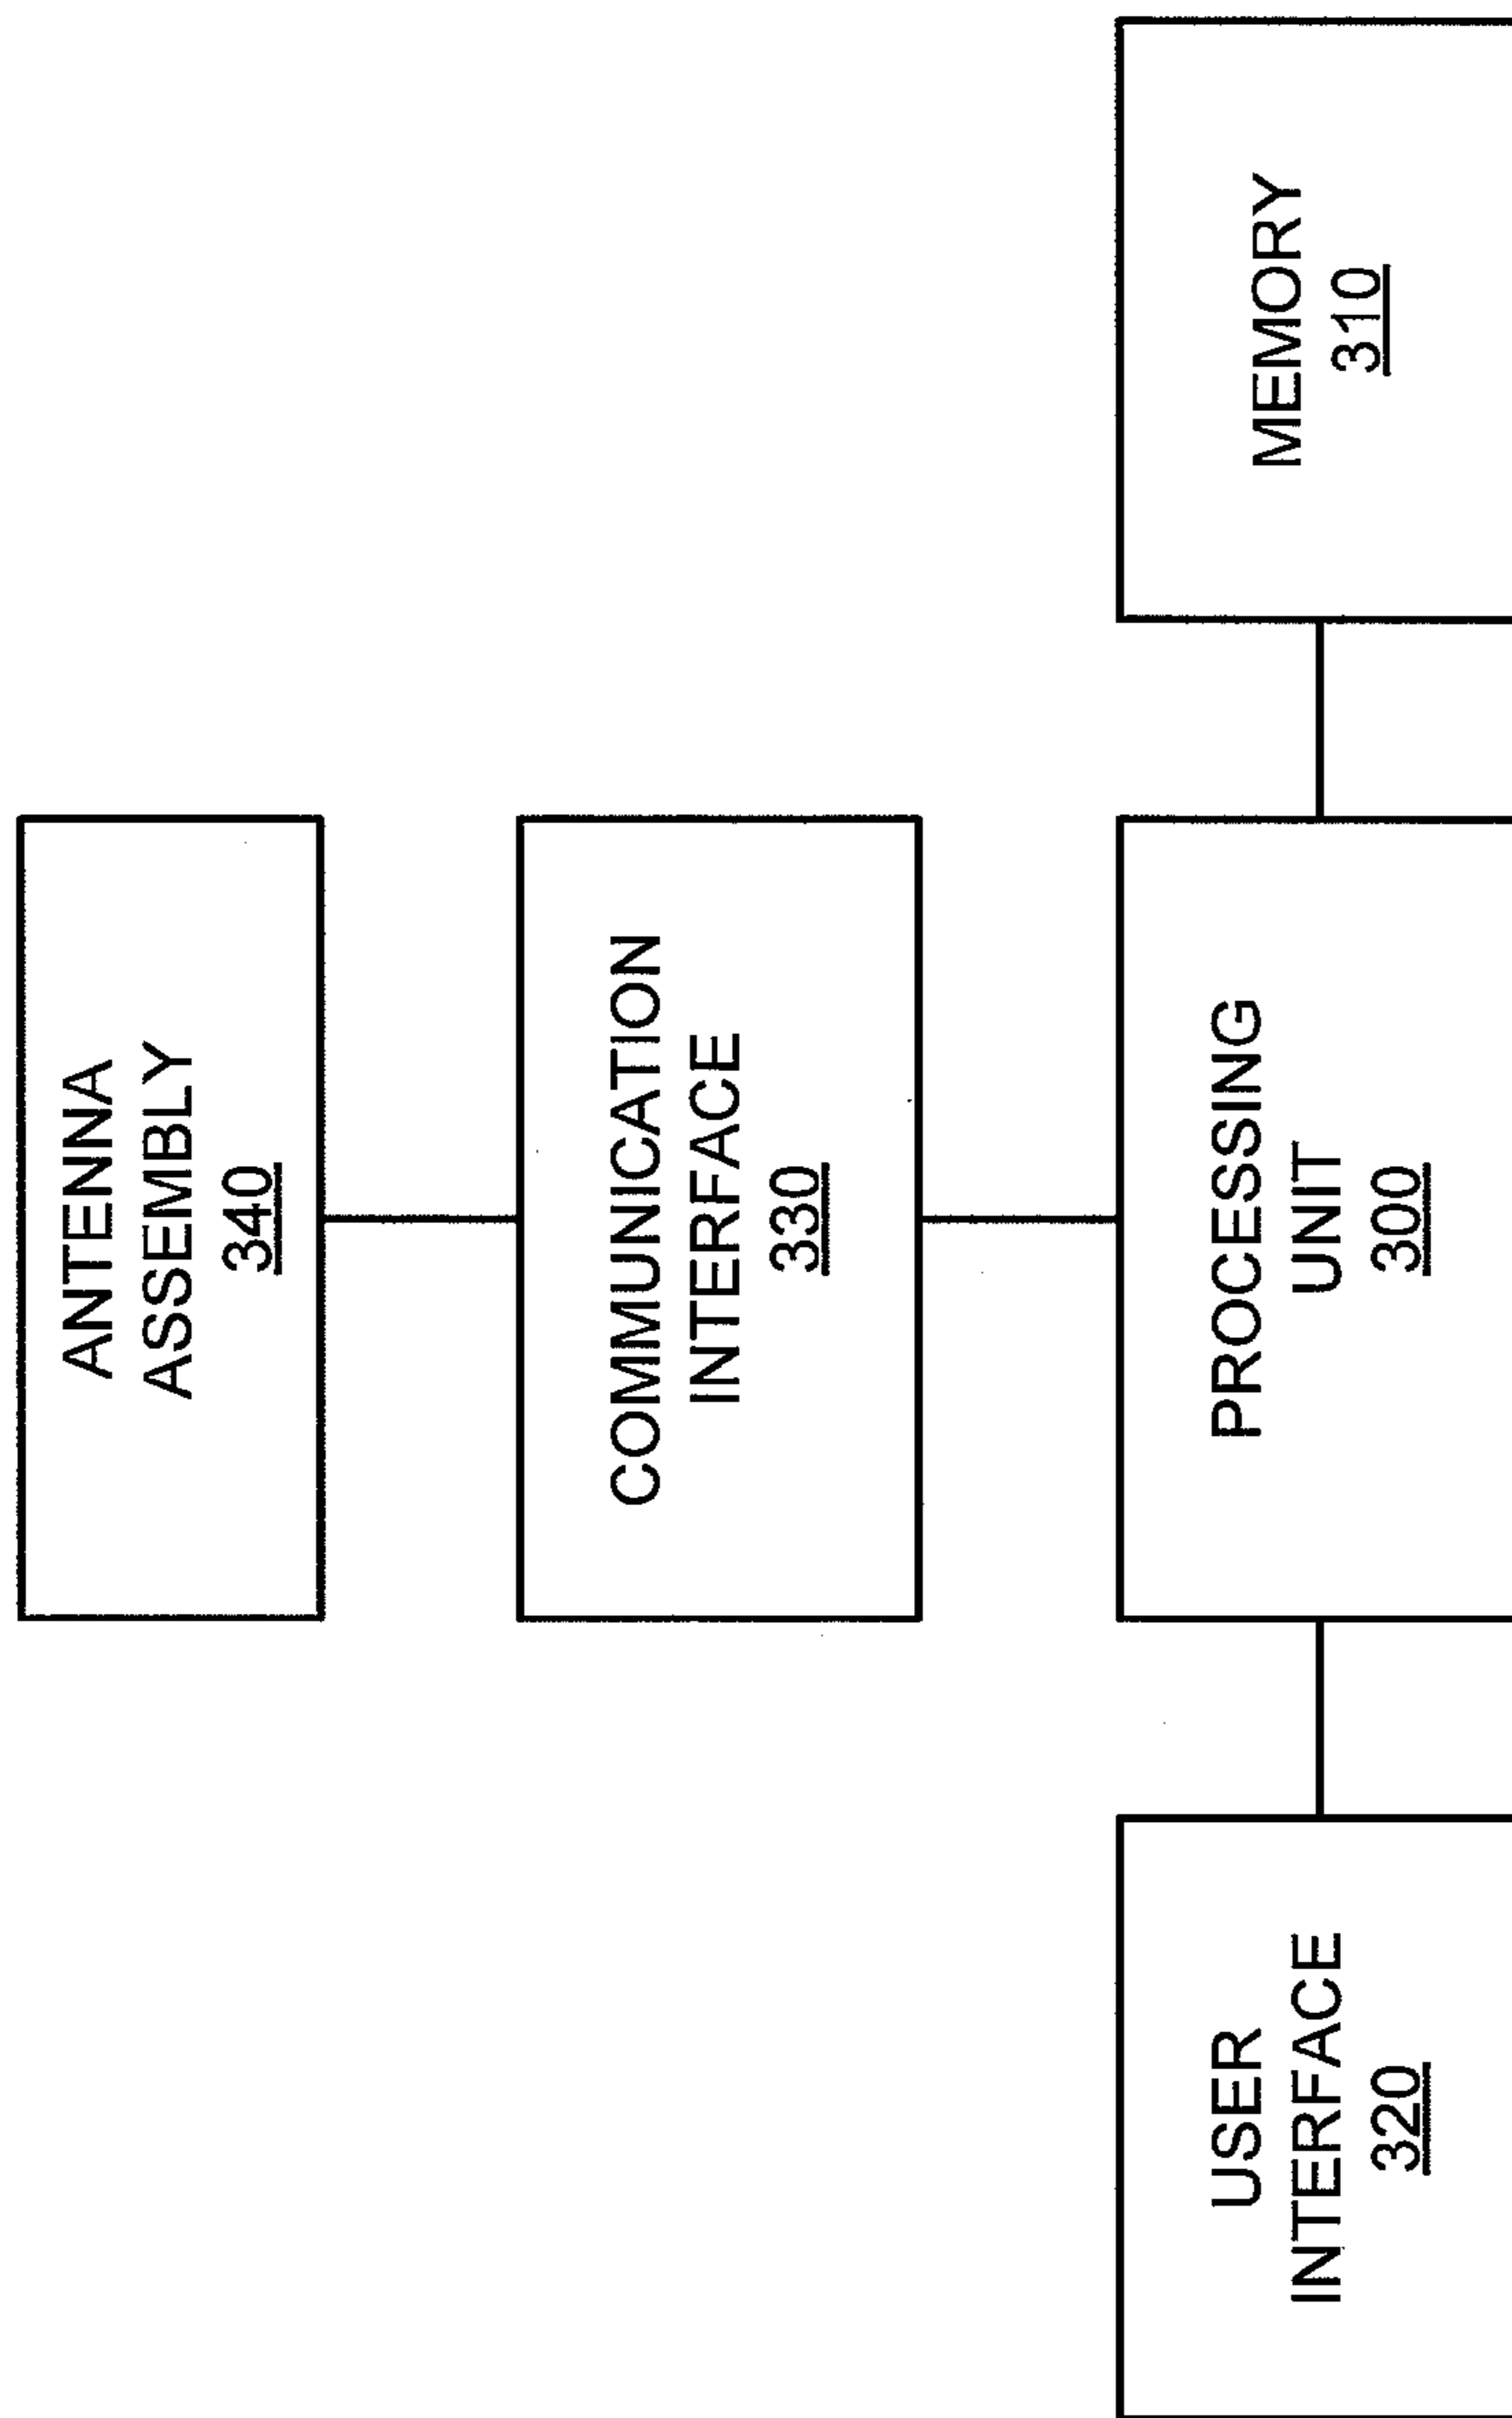 ANTENNA
ASSEMBLY
340
COMMUNICATION
INTERFACE
330
USER
INTERFACE
320
PROCESSING
UNIT
300
MEMORY
310